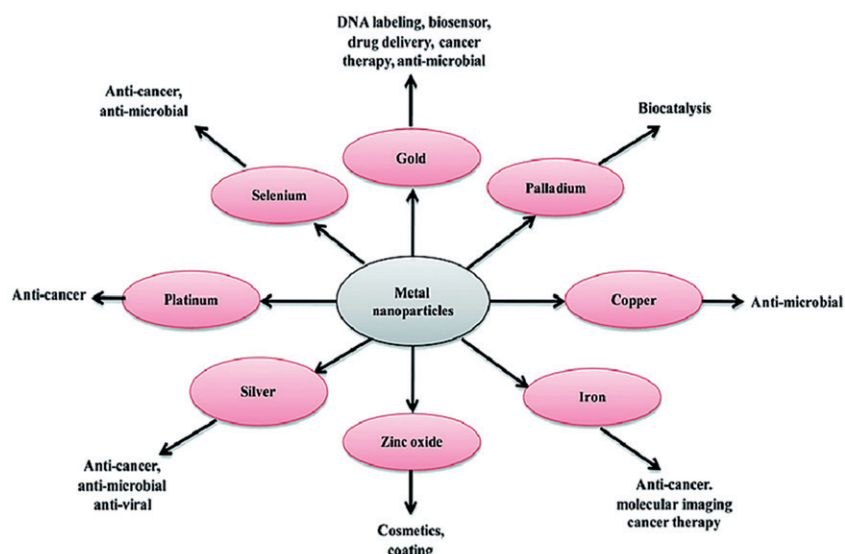 DNA labeling, biosensor,
drug delivery, cancer
therapy, anti-microbial
Anti-cancer,
anti-microbial
Biocatalysis
Gold
Selenium
Palladium
Anti-cancer
Platinum
Metal
nanoparticles
Copper
Anti-microbial
Silver
Iron
Zinc oxide
Anti-cancer,
anti-microbial
anti-viral
Anti-cancer.
molecular imaging
cancer therapy
Cosmetics,
coating